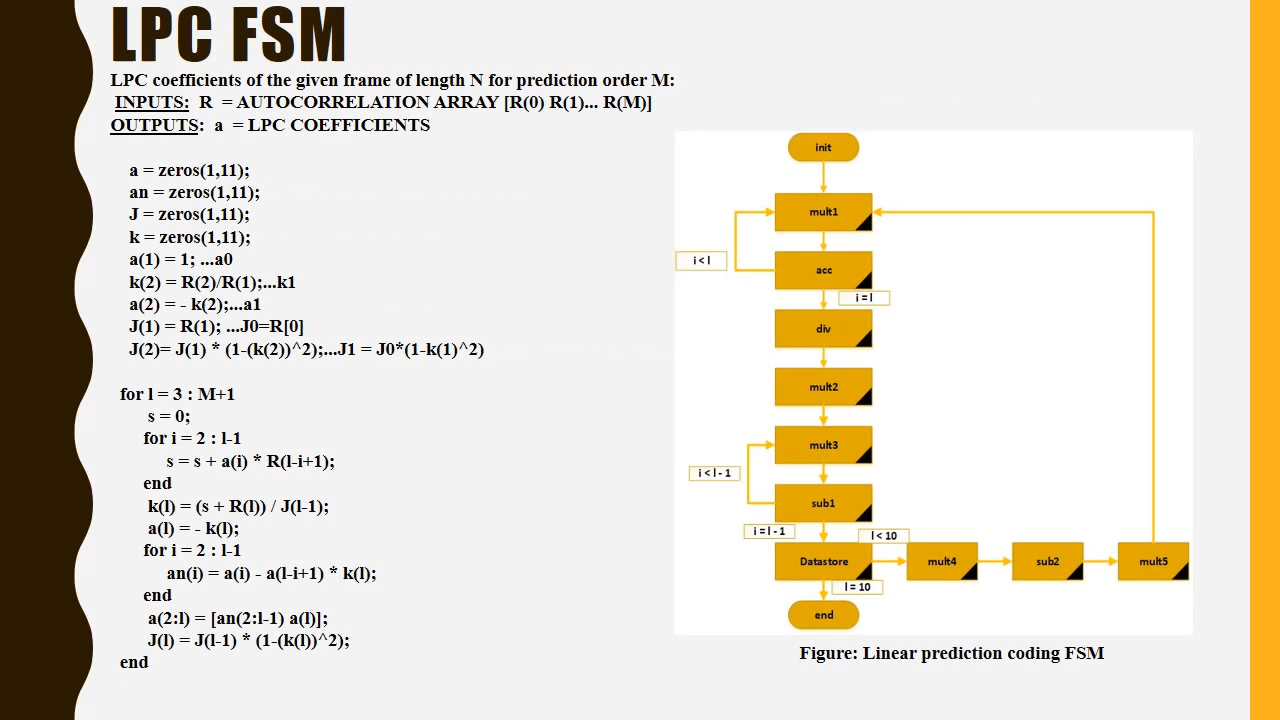 LPC FSM
LPC coefficients of the given frame of length N for prediction order M:
INPUTS: R = AUTOCORRELATION ARRAY [R(0) R(1)... R(M)]
OUTPUTS: a = LPC COEFFICIENTS
a = zeros(1,11);
an = zeros(1,11);
J = zeros(1,11);
k = zeros(1,11);
a(1) = 1; ...a0
k(2) = R(2)/R(1);...k1
a(2) = - k(2);...a1
J(1) = R(1); ...J0=R[0]
J(2)= J(1) * (1-(k(2))^2);...J1 = J0*(1-k(1)^2)
for l = 3 : M+1
s = 0;
for i = 2 : l-1
s = s + a(i) * R(l-i+1);
end
k(l) = (s + R(l)) / J(l-1);
a(l) = - k(l);
for i = 2 : l-1
an(i) = a(i) - a(l-i+1) * k(l);
end
a(2:l) = [an(2:l-1) a(l)];
J(l) = J(l-1) * (1-(k(l))^2);
end
init
mult1
i < l
acc
i = l
div
mult2
mult3
i < l - 1
sub1
i = l - 1
l < 10
Datastore
mult4
sub2
mult5
l = 10
end
Figure: Linear prediction coding FSM